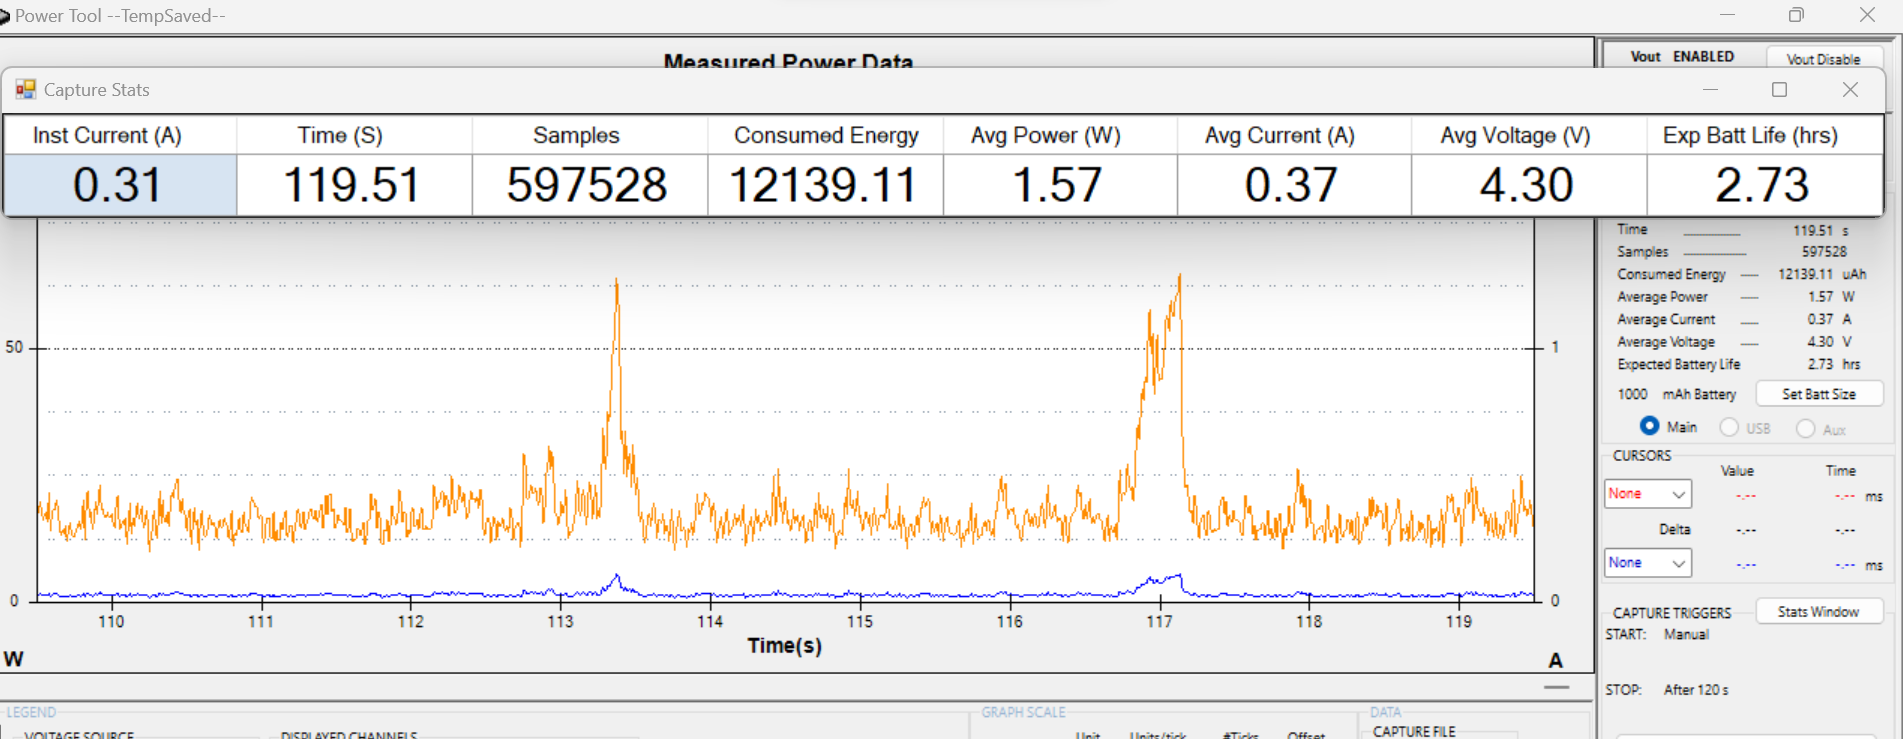 Power Tool --TempSaved--
Measured Power Data
Vout ENABLED
Vout Disable
Capture Stats
Inst Current (A) Time (S) Samples Consumed Energy Avg Power (W) Avg Current (A) Avg Voltage (V) Exp Batt Life (hrs)
0.31 119.51 597528 12139.11 1.57 0.37 4.30 2.73
Time 119.51 s
Samples 597528
Consumed Energy 12139.11 uAh
Average Power 1.57 W
Average Current 0.37 A
Average Voltage 4.30 V
Expected Battery Life 2.73 hrs
1000 mAh Battery Set Batt Size
Main USB Aux
CURSORS
Value Time
None -.-- -.-- ms
Delta -.-- -.--
None -.-- -.-- ms
CAPTURE TRIGGERS Stats Window
START: Manual
STOP: After 120 s
50 1
0 0
110 111 112 113 114 115 116 117 118 119
Time(s)
W A
LEGEND GRAPH SCALE DATA
VOLTAGE SOURCE DISPLAYED CHANNELS Unit Units/tick #Ticks Offset CAPTURE FILE